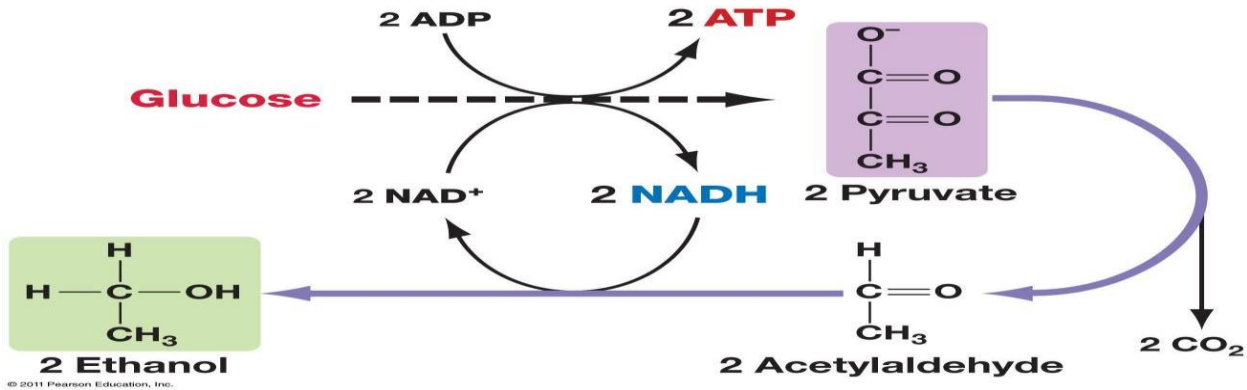 2 ADP
2 ATP
Glucose
O⁻
C=O
C=O
CH₃
2 Pyruvate
2 NAD⁺
2 NADH
H
H—C—OH
CH₃
2 Ethanol
H
C=O
CH₃
2 Acetylaldehyde
2 CO₂
© 2011 Pearson Education, Inc.